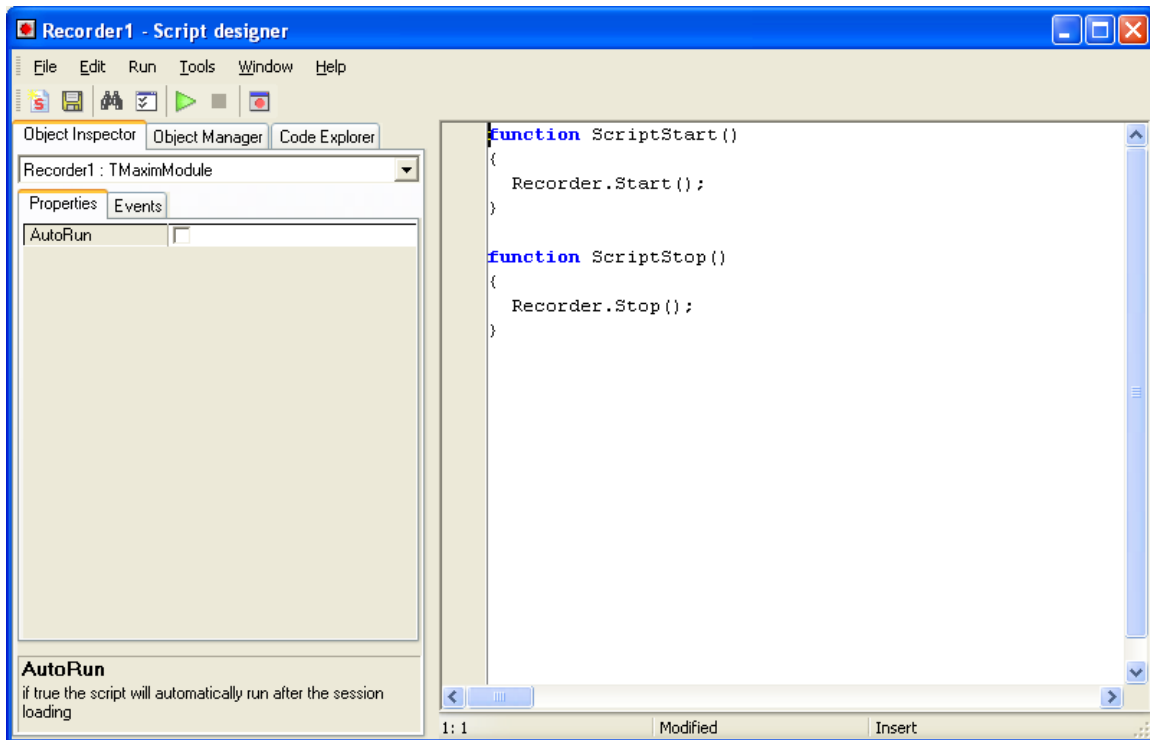 Recorder1 - Script designer
File Edit Run Tools Window Help
Object Inspector Object Manager Code Explorer
Recorder1 : TMaximModule
Properties Events
AutoRun
function ScriptStart()
{
Recorder.Start();
}
function ScriptStop()
{
Recorder.Stop();
}
AutoRun
if true the script will automatically run after the session
loading
1: 1 Modified Insert